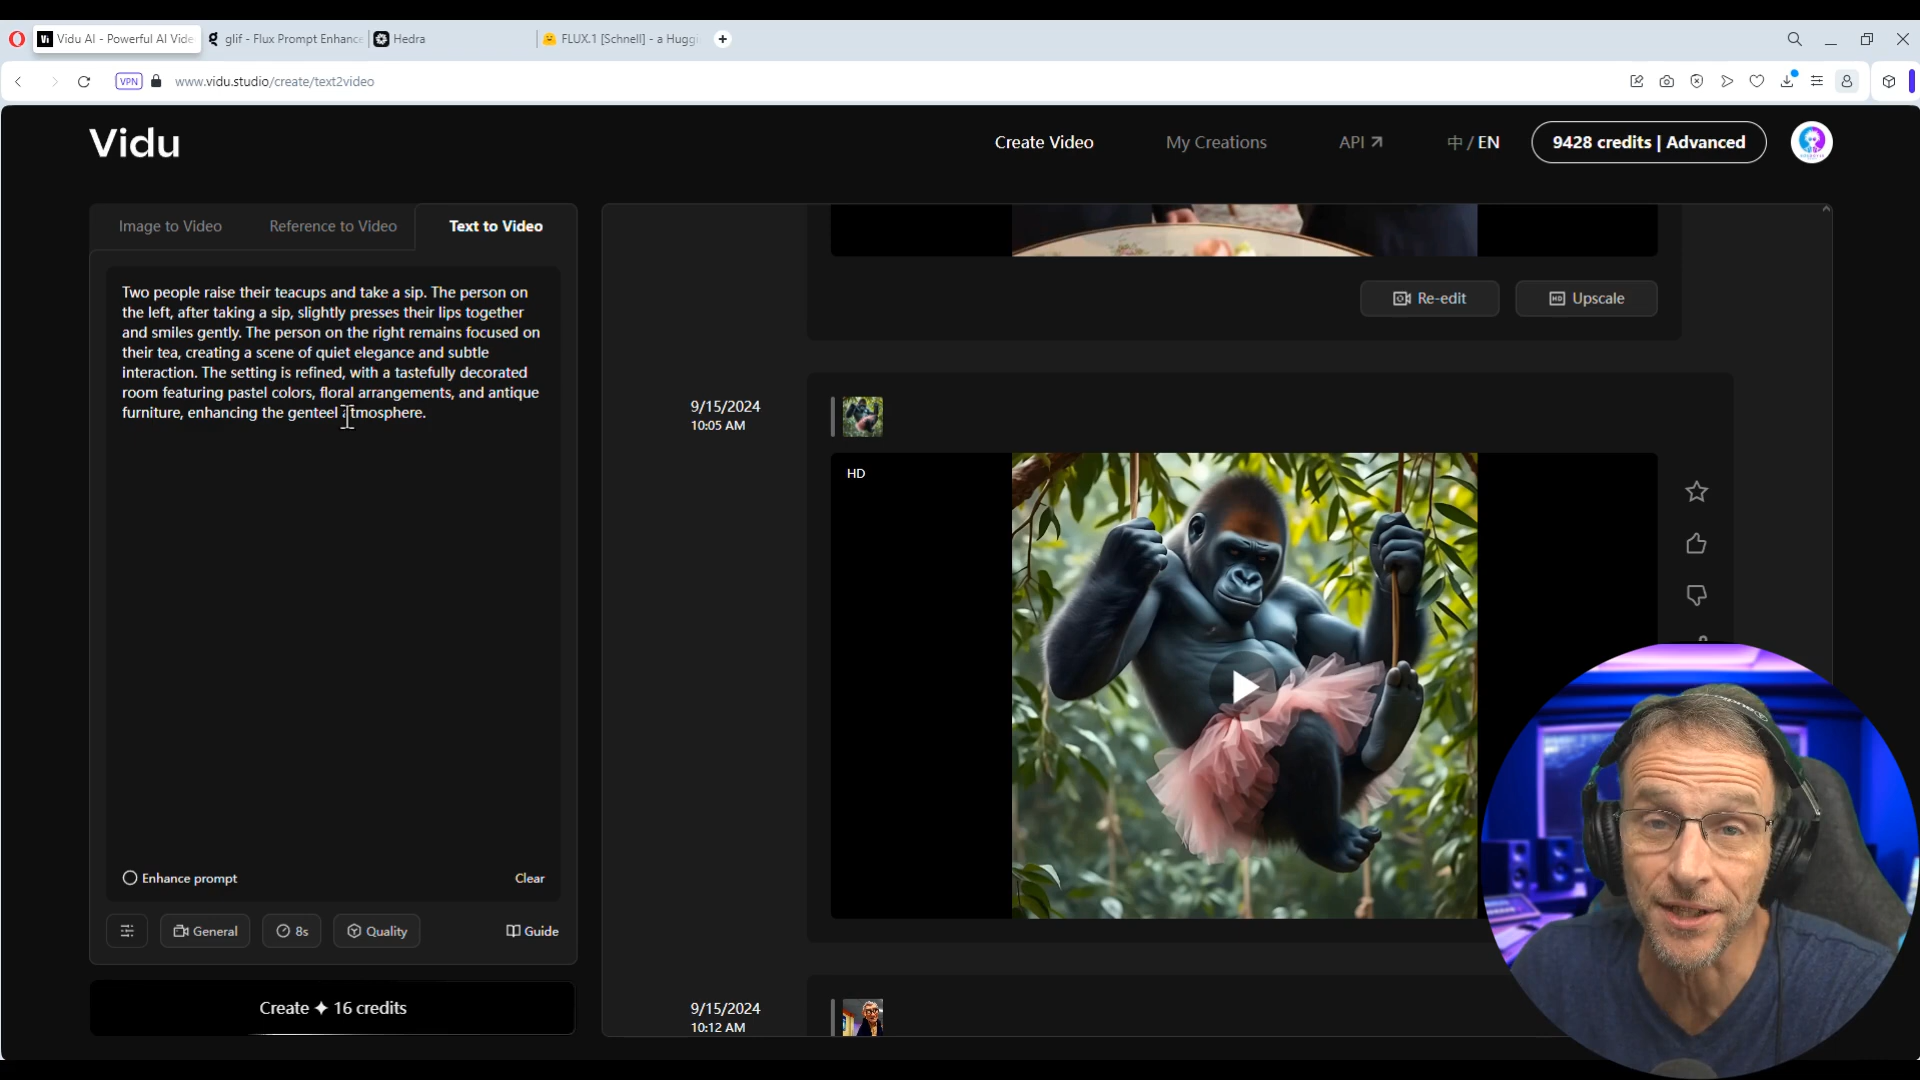 Vidu AI - Powerful AI Vide
glif - Flux Prompt Enhance
Hedra
FLUX.1 [Schnell] - a Huggi
VPN
www.vidu.studio/create/text2video
Vidu
Create Video
My Creations
API
中 / EN
9428 credits | Advanced
Image to Video
Reference to Video
Text to Video
Two people raise their teacups and take a sip. The person on
the left, after taking a sip, slightly presses their lips together
and smiles gently. The person on the right remains focused on
their tea, creating a scene of quiet elegance and subtle
interaction. The setting is refined, with a tastefully decorated
room featuring pastel colors, floral arrangements, and antique
furniture, enhancing the genteel atmosphere.
Enhance prompt
Clear
General
8s
Quality
Guide
Create 16 credits
Re-edit
Upscale
9/15/2024
10:05 AM
HD
9/15/2024
10:12 AM